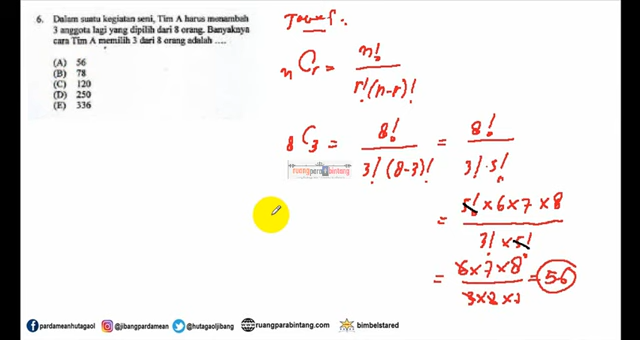 6. Dalam suatu kegiatan seni, Tim A harus menambah
3 anggota lagi yang dipilih dari 8 orang. Banyaknya
cara Tim A memilih 3 dari 8 orang adalah ....
(A) 56
(B) 78
(C) 120
(D) 250
(E) 336
nCr = n! / r!(n-r)!
8C3 = 8! / 3!(8-3)! = 8! / 3!·5!
= 5! × 6 × 7 × 8 / 3! × 5!
= 6 × 7 × 8 / 3 × 2 × 1 = 56
ruangparabintang
pardameanhutagaol @jibangpardamean @hutagaoljibang ruangparabintang.com bimbelstared